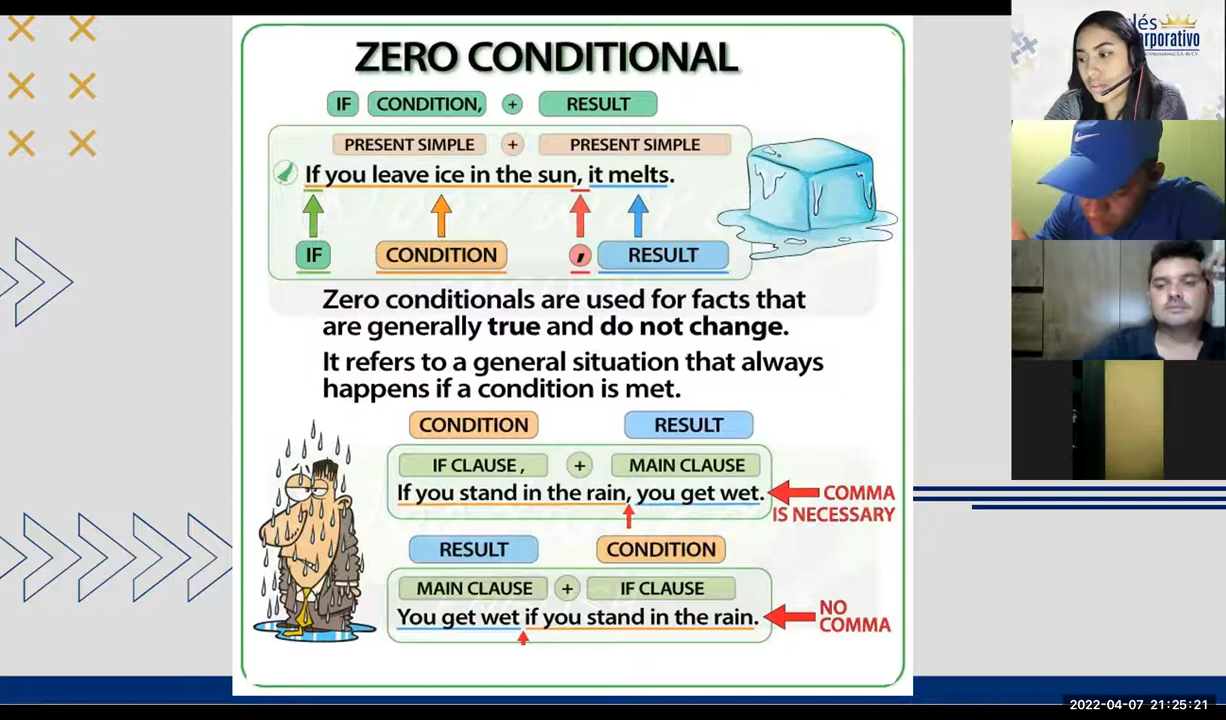 ZERO CONDITIONAL
IF CONDITION, + RESULT
PRESENT SIMPLE + PRESENT SIMPLE
If you leave ice in the sun, it melts.
IF CONDITION , RESULT
Zero conditionals are used for facts that
are generally true and do not change.
It refers to a general situation that always
happens if a condition is met.
CONDITION RESULT
IF CLAUSE , + MAIN CLAUSE
If you stand in the rain, you get wet.
COMMA
IS NECESSARY
RESULT CONDITION
MAIN CLAUSE + IF CLAUSE
You get wet if you stand in the rain.
NO
COMMA
lés
rporativo
2022-04-07 21:25:21